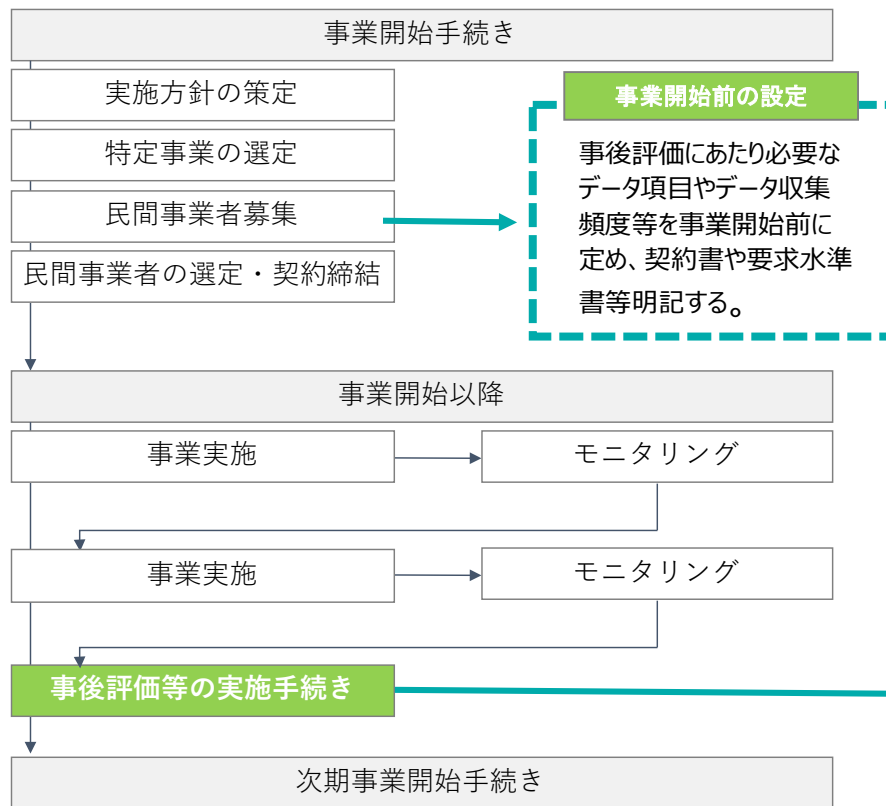 事業開始手続き
実施方針の策定
特定事業の選定
民間事業者募集
民間事業者の選定・契約締結
事業開始前の設定
事後評価にあたり必要な
データ項目やデータ収集
頻度等を事業開始前に
定め、契約書や要求水準
書等明記する。
事業開始以降
事業実施
モニタリング
事業実施
モニタリング
事後評価等の実施手続き
次期事業開始手続き